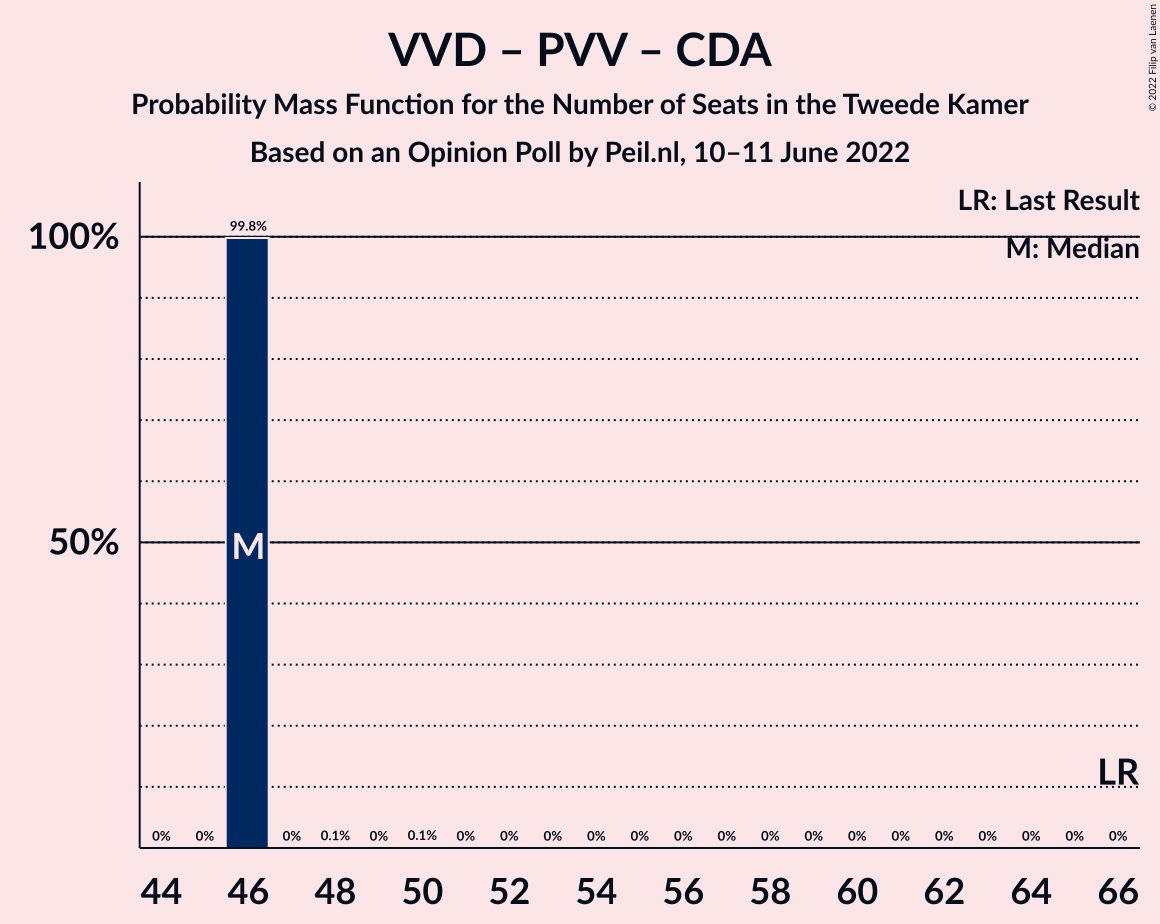 VVD – PVV – CDA
Probability Mass Function for the Number of Seats in the Tweede Kamer
Based on an Opinion Poll by Peil.nl, 10–11 June 2022
© 2022 Filip van Laenen
LR: Last Result
M: Median
99.8%
100%
50%
M
LR
0% 0% 0% 0.1% 0% 0.1% 0% 0% 0% 0% 0% 0% 0% 0% 0% 0% 0% 0% 0% 0% 0% 0%
44 46 48 50 52 54 56 58 60 62 64 66